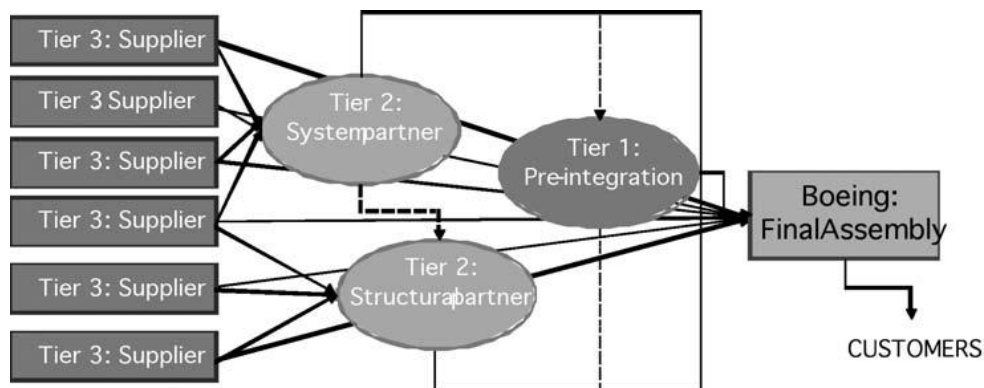 Tier 3: Supplier
Tier 3 Supplier
Tier 3: Supplier
Tier 3: Supplier
Tier 3: Supplier
Tier 3: Supplier
Tier 2:
Systempartner
Tier 2:
Structuralpartner
Tier 1:
Pre-integration
Boeing:
FinalAssembly
CUSTOMERS